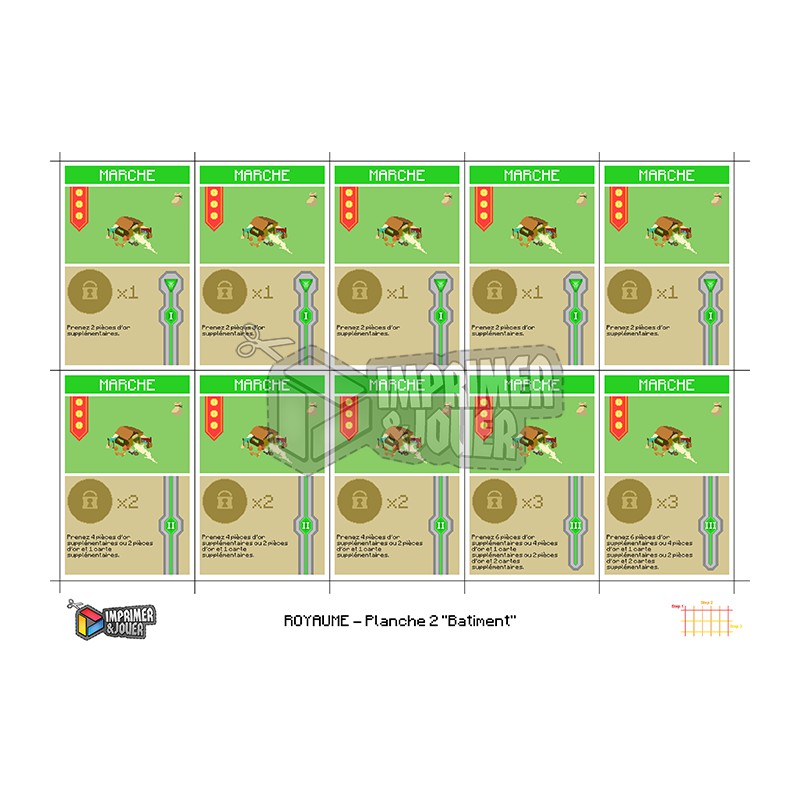 MARCHE
MARCHE
MARCHE
MARCHE
MARCHE
x1
x1
x1
x1
x1
I
I
I
I
I
Prenez 2 pièces d'or
supplémentaires.
Prenez 2 pièces d'or
supplémentaires.
Prenez 2 pièces d'or
supplémentaires.
Prenez 2 pièces d'or
supplémentaires.
Prenez 2 pièces d'or
supplémentaires.
MARCHE
MARCHE
MARCHE
MARCHE
MARCHE
IMPRIMER
&JOUER
x2
x2
x2
x3
x3
II
II
II
III
III
Prenez 4 pièces d'or
supplémentaires ou 2 pièces
d'or et 1 carte
supplémentaires.
Prenez 4 pièces d'or
supplémentaires ou 2 pièces
d'or et 1 carte
supplémentaires.
Prenez 4 pièces d'or
supplémentaires ou 2 pièces
d'or et 1 carte
supplémentaires.
Prenez 6 pièces d'or
supplémentaires ou 4 pièces
d'or et 1 carte
supplémentaires ou 2 pièces
d'or et 2 cartes
supplémentaires.
Prenez 6 pièces d'or
supplémentaires ou 4 pièces
d'or et 1 carte
supplémentaires ou 2 pièces
d'or et 2 cartes
supplémentaires.
IMPRIMER
&JOUER
ROYAUME - Planche 2 "Batiment"
Step 1
Step 2
Step 3